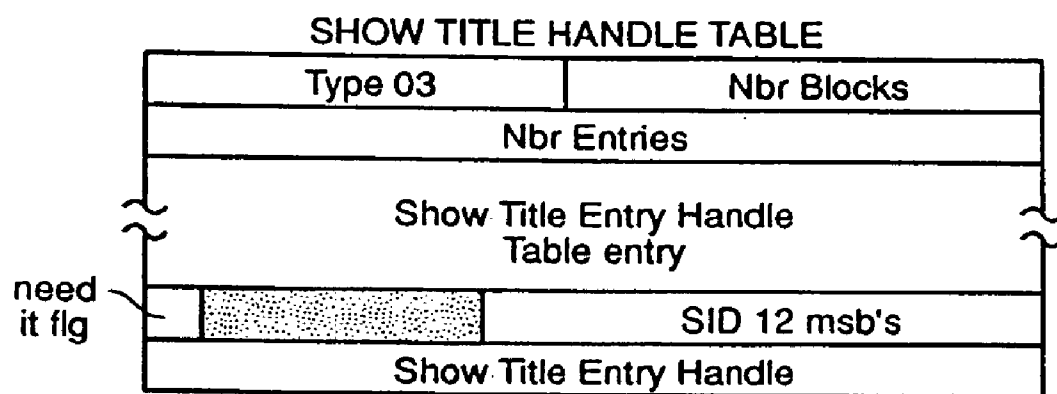 SHOW TITLE HANDLE TABLE
Type 03 Nbr Blocks
Nbr Entries
Show Title Entry Handle
Table entry
need
it flg
SID 12 msb's
Show Title Entry Handle